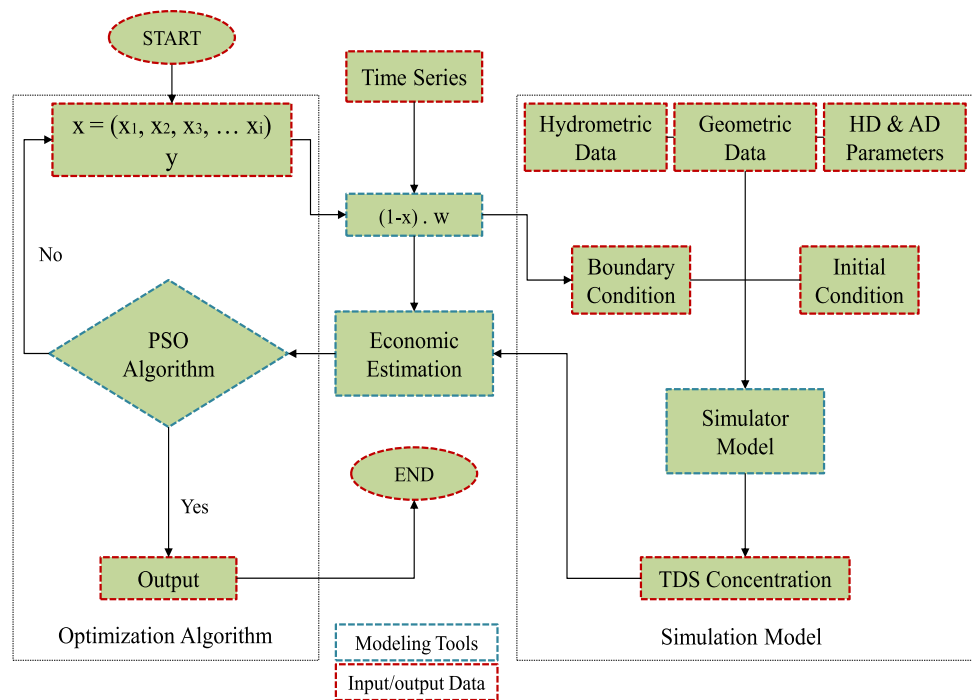 START
Time Series
x = (x₁, x₂, x₃, … xᵢ)
y
Hydrometric
Data
Geometric
Data
HD & AD
Parameters
(1-x) . w
No
Boundary
Condition
Initial
Condition
PSO
Algorithm
Economic
Estimation
Simulator
Model
END
Yes
Output
TDS Concentration
Optimization Algorithm
Simulation Model
Modeling Tools
Input/output Data